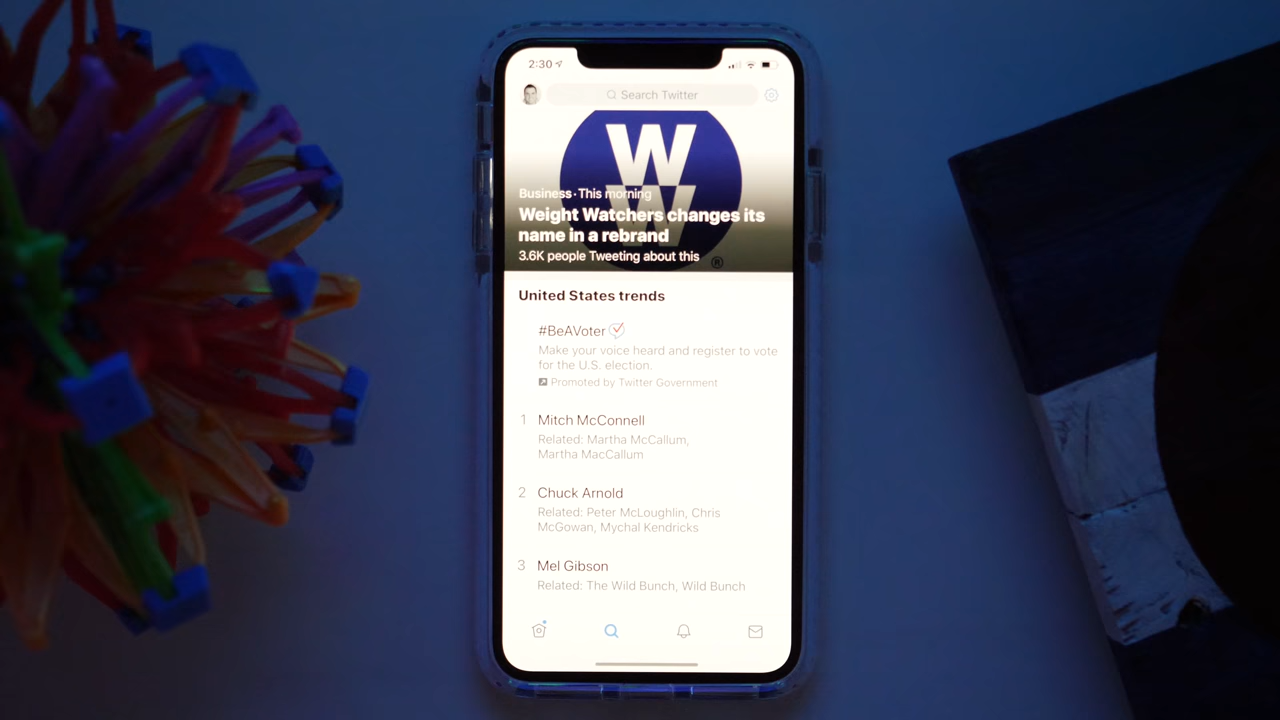 2:30
Search Twitter
W
W
Business · This morning
Weight Watchers changes its
name in a rebrand
3.6K people Tweeting about this
®
United States trends
#BeAVoter
Make your voice heard and register to vote
for the U.S. election.
Promoted by Twitter Government
1 Mitch McConnell
Related: Martha McCallum,
Martha MacCallum
2 Chuck Arnold
Related: Peter McLoughlin, Chris
McGowan, Mychal Kendricks
3 Mel Gibson
Related: The Wild Bunch, Wild Bunch